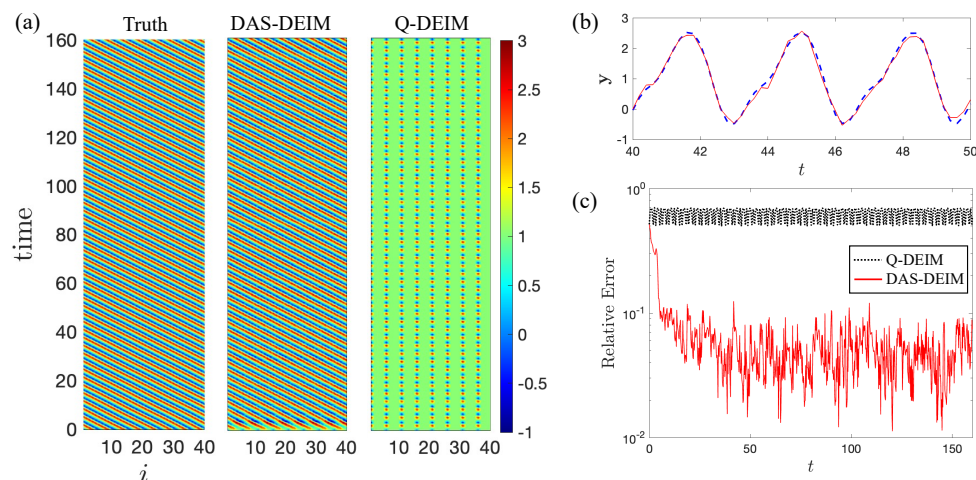 (a)
Truth
DAS-DEIM
Q-DEIM
160
140
120
100
80
60
40
20
0
time
10 20 30 40
10 20 30 40
10 20 30 40
i
3
2.5
2
1.5
1
0.5
0
-0.5
-1
(b)
3
2
1
0
-1
y
40 42 44 46 48 50
t
(c)
10^0
10^-1
10^-2
Relative Error
Q-DEIM
DAS-DEIM
0 50 100 150
t